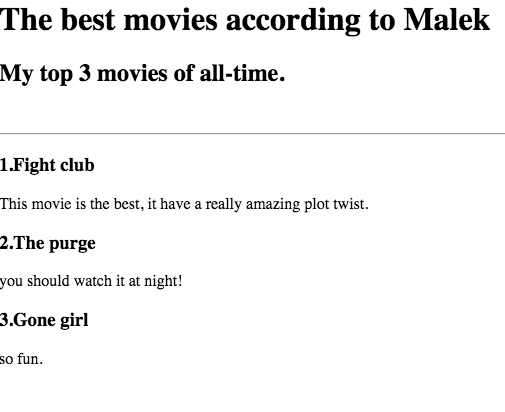 The best movies according to Malek
My top 3 movies of all-time.
1.Fight club
This movie is the best, it have a really amazing plot twist.
2.The purge
you should watch it at night!
3.Gone girl
so fun.